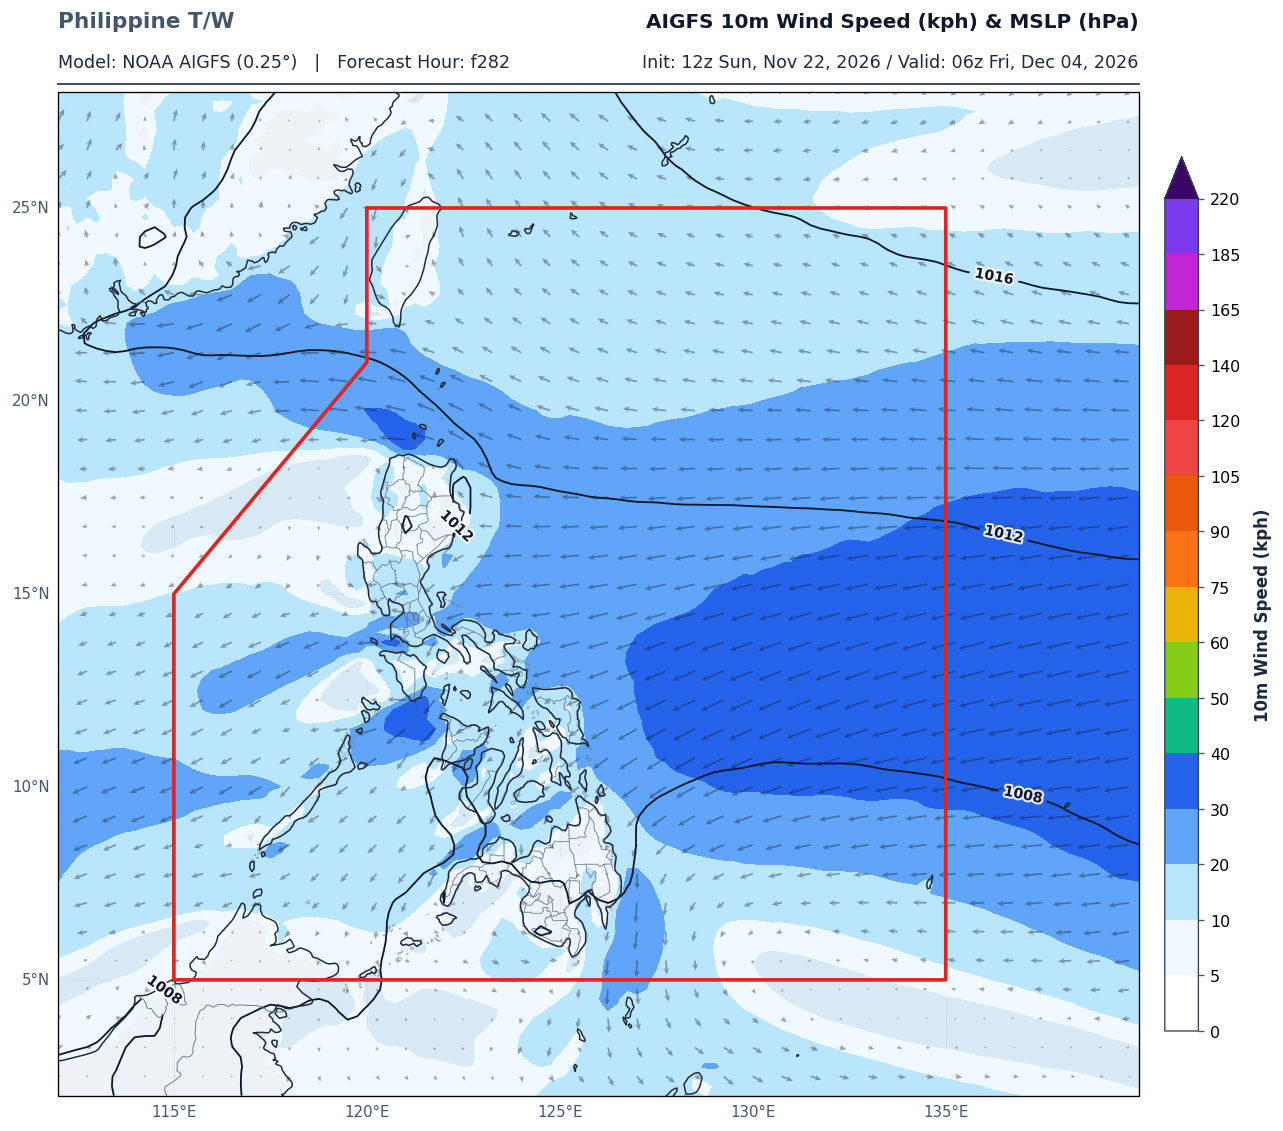 Philippine T/W
AIGFS 10m Wind Speed (kph) & MSLP (hPa)
Model: NOAA AIGFS (0.25°)   |   Forecast Hour: f282
Init: 12z Sun, Nov 22, 2026 / Valid: 06z Fri, Dec 04, 2026
25°N
20°N
15°N
10°N
5°N
115°E
120°E
125°E
130°E
135°E
1016
1012
1012
1008
1008
220
185
165
140
120
105
90
75
60
50
40
30
20
10
5
0
10m Wind Speed (kph)